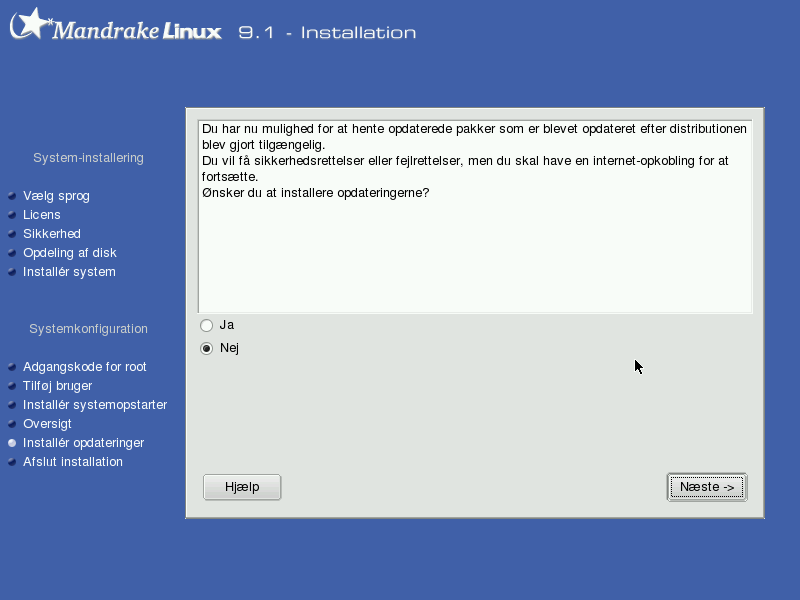 Mandrake Linux 9.1 - Installation
System-installering
Vælg sprog
Licens
Sikkerhed
Opdeling af disk
Installér system
Systemkonfiguration
Adgangskode for root
Tilføj bruger
Installér systemopstarter
Oversigt
Installér opdateringer
Afslut installation
Du har nu mulighed for at hente opdaterede pakker som er blevet opdateret efter distributionen
blev gjort tilgængelig.
Du vil få sikkerhedsrettelser eller fejlrettelser, men du skal have en internet-opkobling for at
fortsætte.
Ønsker du at installere opdateringerne?
Ja
Nej
Hjælp
Næste ->